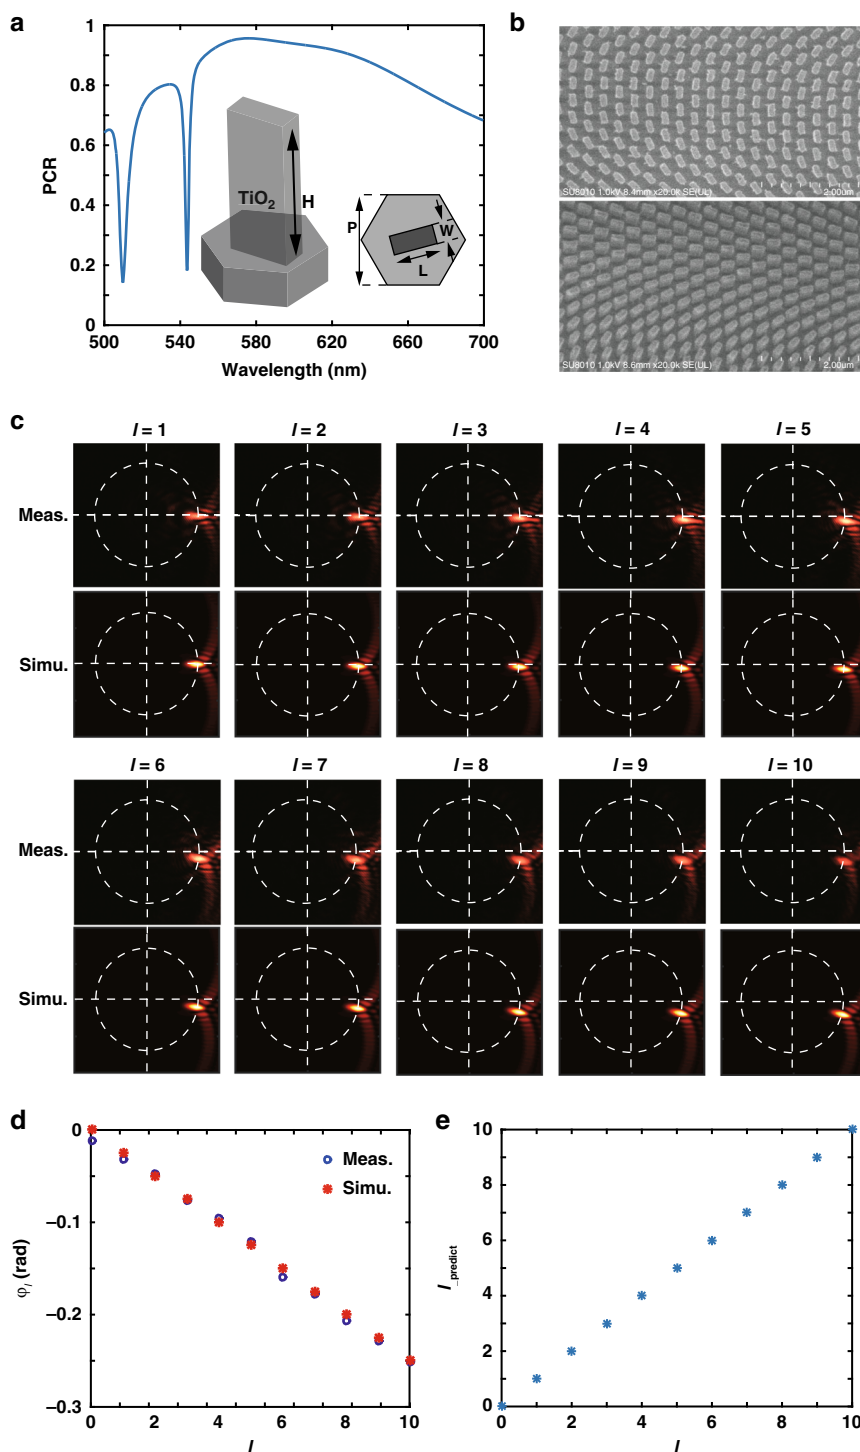 a
1
0.8
0.6
0.4
0.2
0
PCR
500 540 580 620 660 700
Wavelength (nm)
TiO2
H
P
W
L
b
SU8010 1.0kV 8.4mm x20.0k SE(UL) 2.00um
SU8010 1.0kV 8.6mm x20.0k SE(UL) 2.00um
c
l = 1 l = 2 l = 3 l = 4 l = 5
Meas.
Simu.
l = 6 l = 7 l = 8 l = 9 l = 10
Meas.
Simu.
d
0
−0.1
−0.2
−0.3
φl (rad)
Meas.
Simu.
0 2 4 6 8 10
l
e
10
8
6
4
2
0
l_predict
0 2 4 6 8 10
l